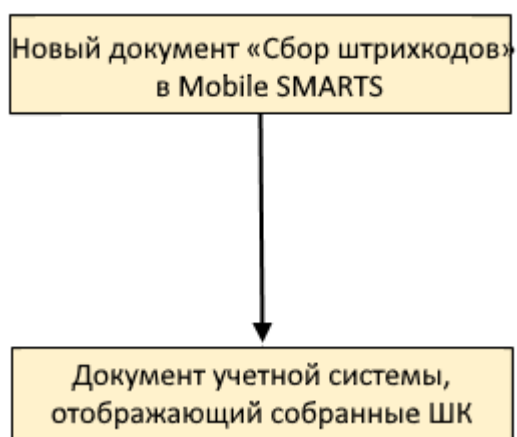 Новый документ «Сбор штрихкодов»
в Mobile SMARTS
Документ учетной системы,
отображающий собранные ШК